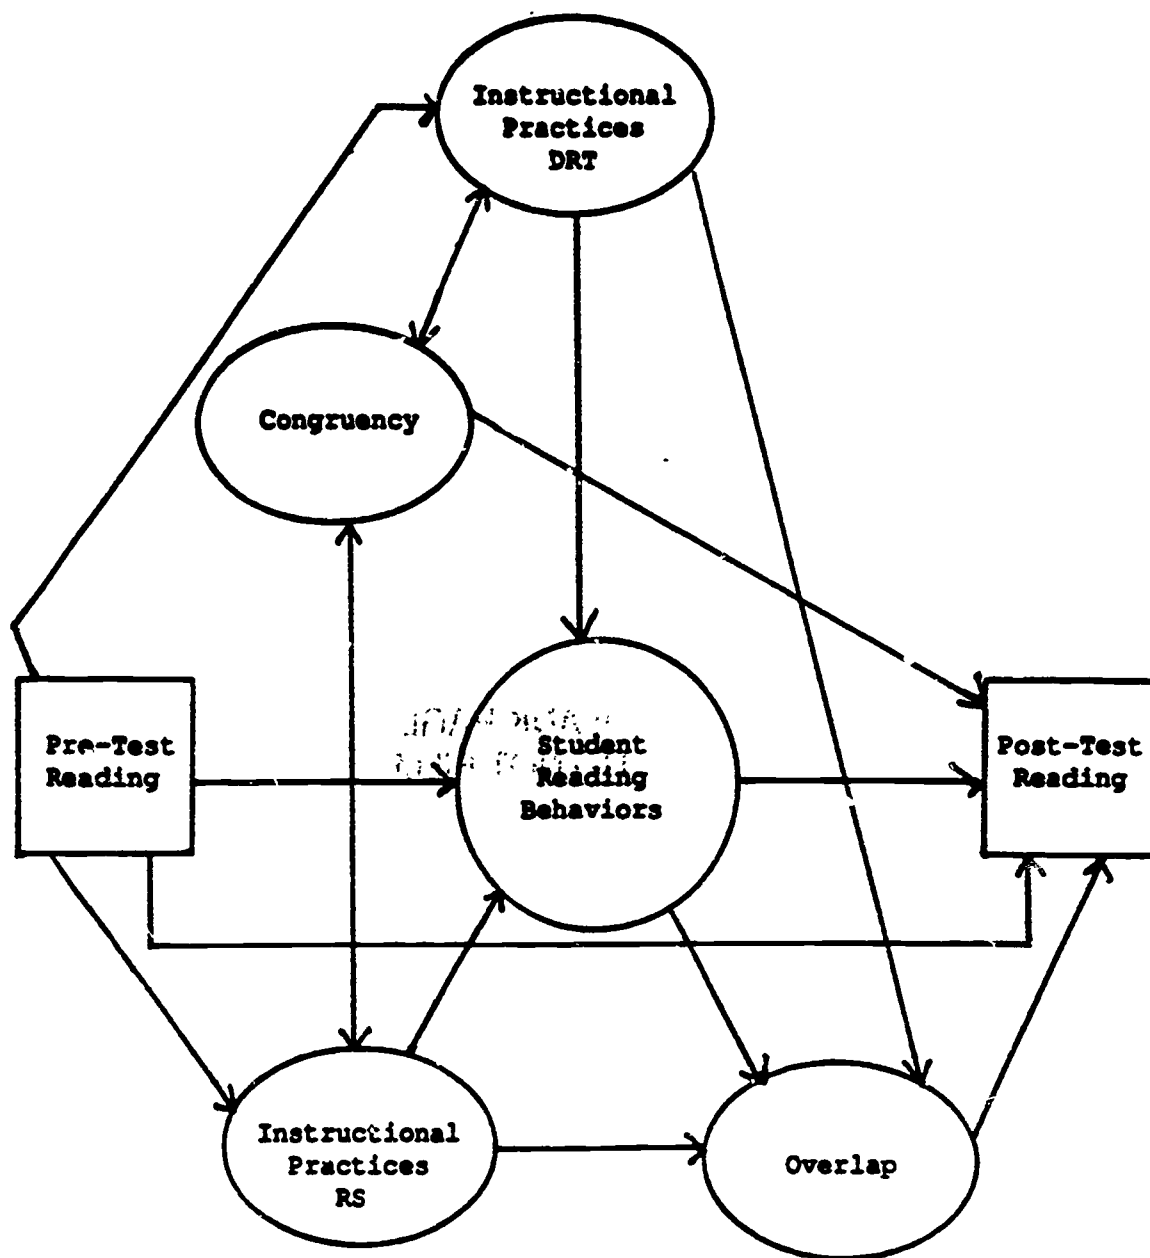 Instructional
Practices
DRT
Congruency
Pre-Test
Reading
Student
Reading
Behaviors
Post-Test
Reading
Instructional
Practices
RS
Overlap